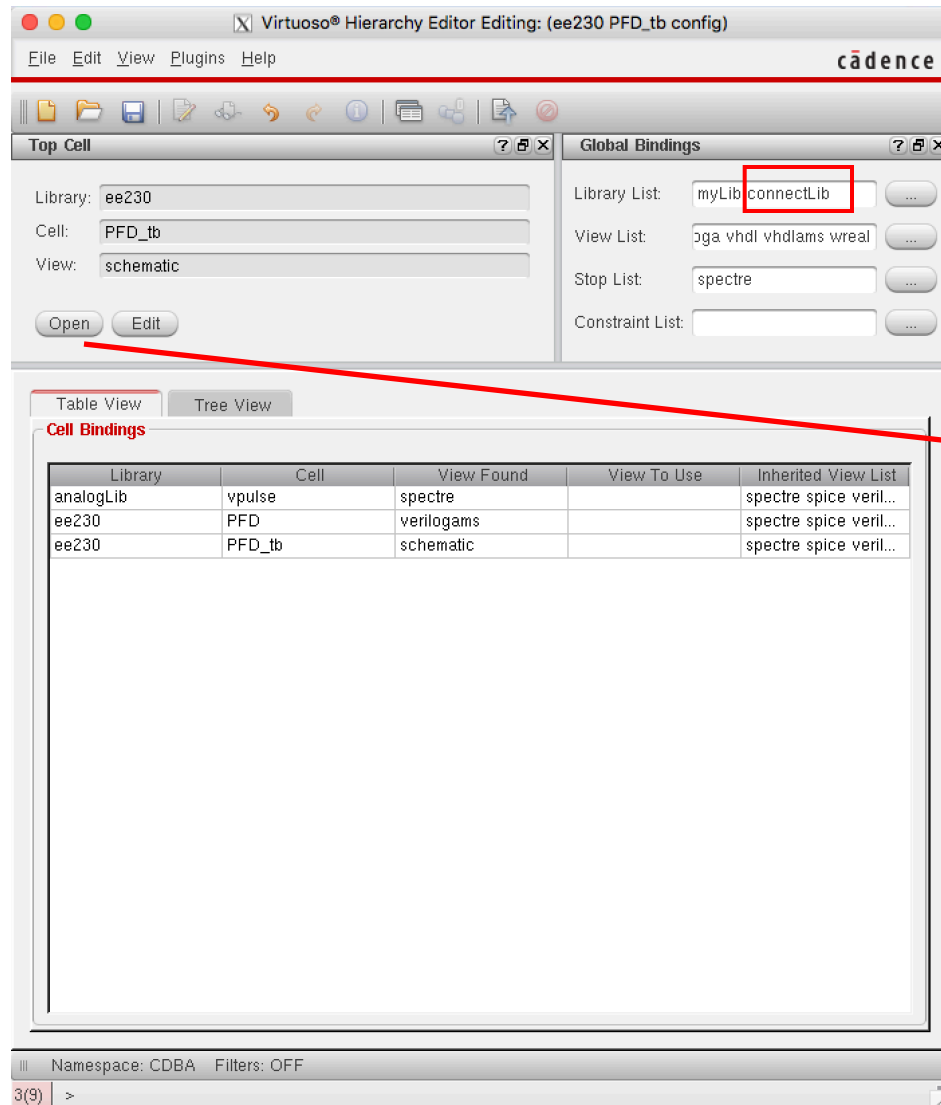 X Virtuoso® Hierarchy Editor Editing: (ee230 PFD_tb config)
File Edit View Plugins Help
cādence
Top Cell
Library: ee230
Cell: PFD_tb
View: schematic
Open Edit
Global Bindings
Library List: myLib connectLib ...
View List: oga vhdl vhdlams wreal ...
Stop List: spectre ...
Constraint List: ...
Table View Tree View
Cell Bindings
Library Cell View Found View To Use Inherited View List
analogLib vpulse spectre spectre spice veril...
ee230 PFD verilogams spectre spice veril...
ee230 PFD_tb schematic spectre spice veril...
Namespace: CDBA Filters: OFF
3(9) >